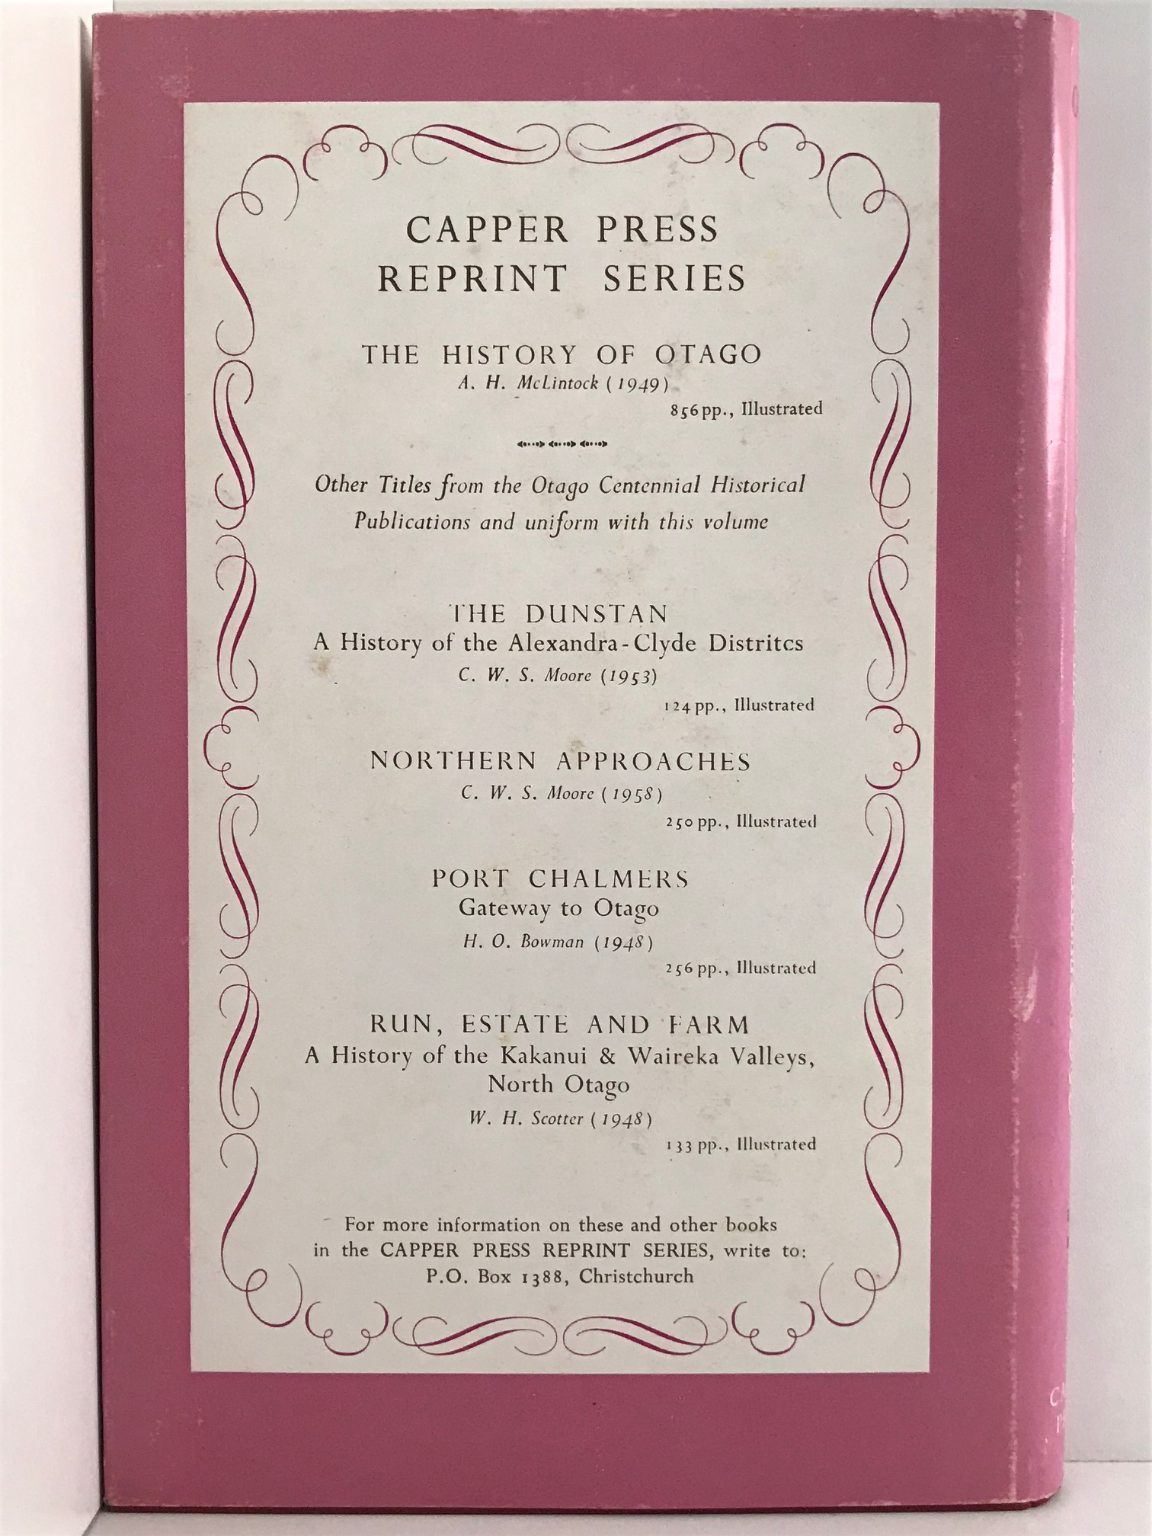 CAPPER PRESS
REPRINT SERIES
THE HISTORY OF OTAGO
A. H. McLintock (1949)
856pp., Illustrated
Other Titles from the Otago Centennial Historical
Publications and uniform with this volume
THE DUNSTAN
A History of the Alexandra-Clyde Distritcs
C. W. S. Moore (1953)
124pp., Illustrated
NORTHERN APPROACHES
C. W. S. Moore (1958)
250pp., Illustrated
PORT CHALMERS
Gateway to Otago
H. O. Bowman (1948)
256pp., Illustrated
RUN, ESTATE AND FARM
A History of the Kakanui & Waireka Valleys,
North Otago
W. H. Scotter (1948)
133pp., Illustrated
For more information on these and other books
in the CAPPER PRESS REPRINT SERIES, write to:
P.O. Box 1388, Christchurch